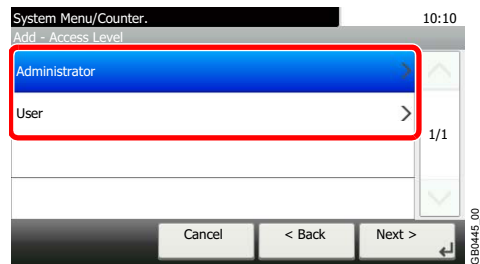 System Menu/Counter.
10:10
Add - Access Level
Administrator
User
1/1
Cancel
< Back
Next >
GB0445_00